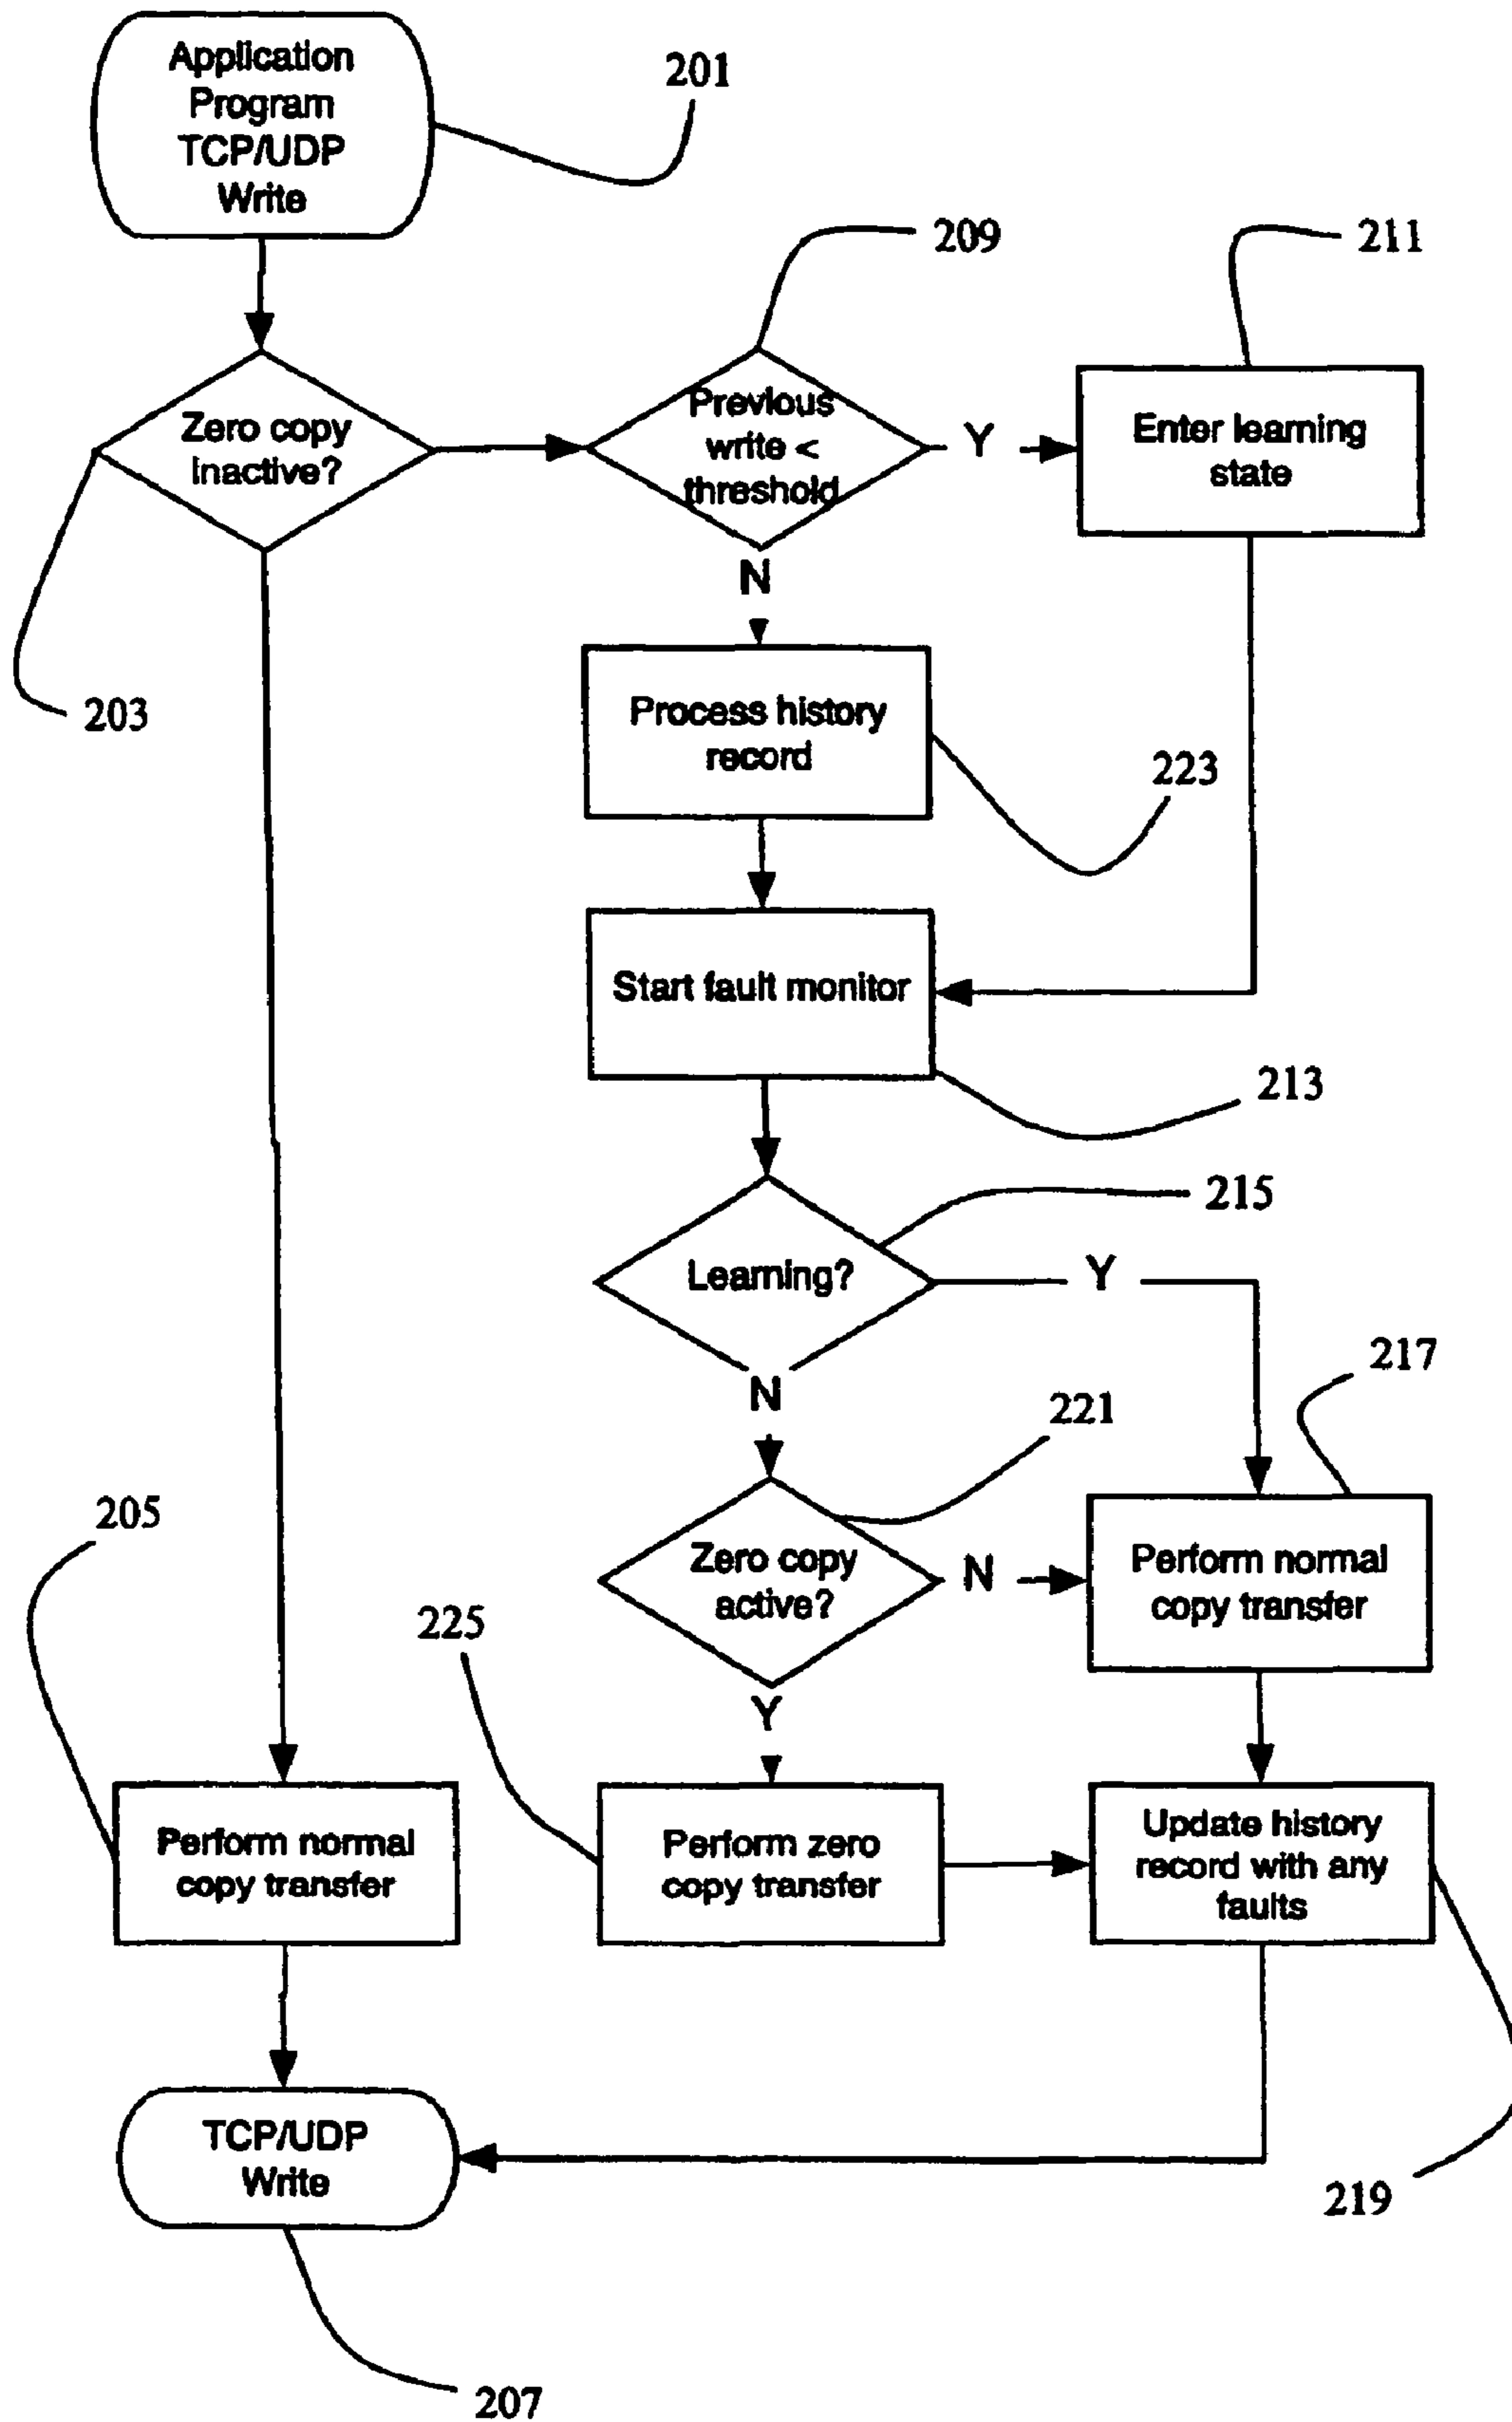 Application
Program
TCP/UDP
Write
201
209
211
Zero copy
inactive?
Previous
write <
threshold
Y
Enter learning
state
N
203
Process history
record
223
Start fault monitor
213
215
Learning?
Y
217
N
221
205
Zero copy
active?
N
Perform normal
copy transfer
225
Y
Perform normal
copy transfer
Perform zero
copy transfer
Update history
record with any
faults
TCP/UDP
Write
219
207